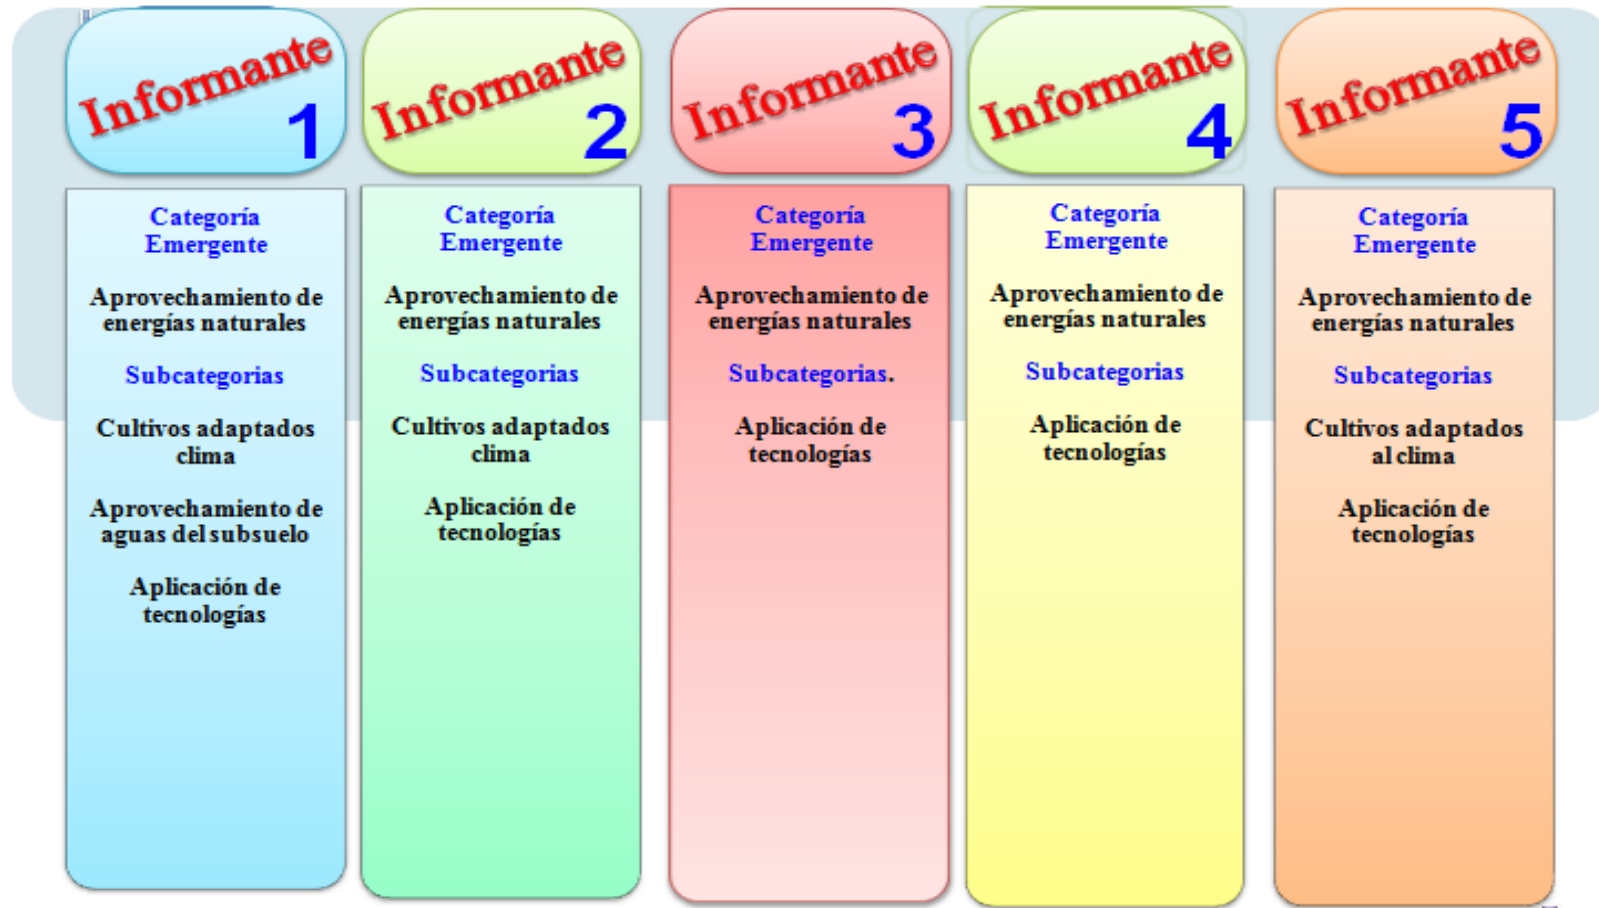 Informante
1
Categoría
Emergente
Aprovechamiento de
energías naturales
Subcategorias
Cultivos adaptados
clima
Aprovechamiento de
aguas del subsuelo
Aplicación de
tecnologías
Informante
2
Categoría
Emergente
Aprovechamiento de
energías naturales
Subcategorias
Cultivos adaptados
clima
Aplicación de
tecnologías
Informante
3
Categoría
Emergente
Aprovechamiento de
energías naturales
Subcategorias.
Aplicación de
tecnologías
Informante
4
Categoría
Emergente
Aprovechamiento de
energías naturales
Subcategorias
Aplicación de
tecnologías
Informante
5
Categoría
Emergente
Aprovechamiento de
energías naturales
Subcategorias
Cultivos adaptados
al clima
Aplicación de
tecnologías